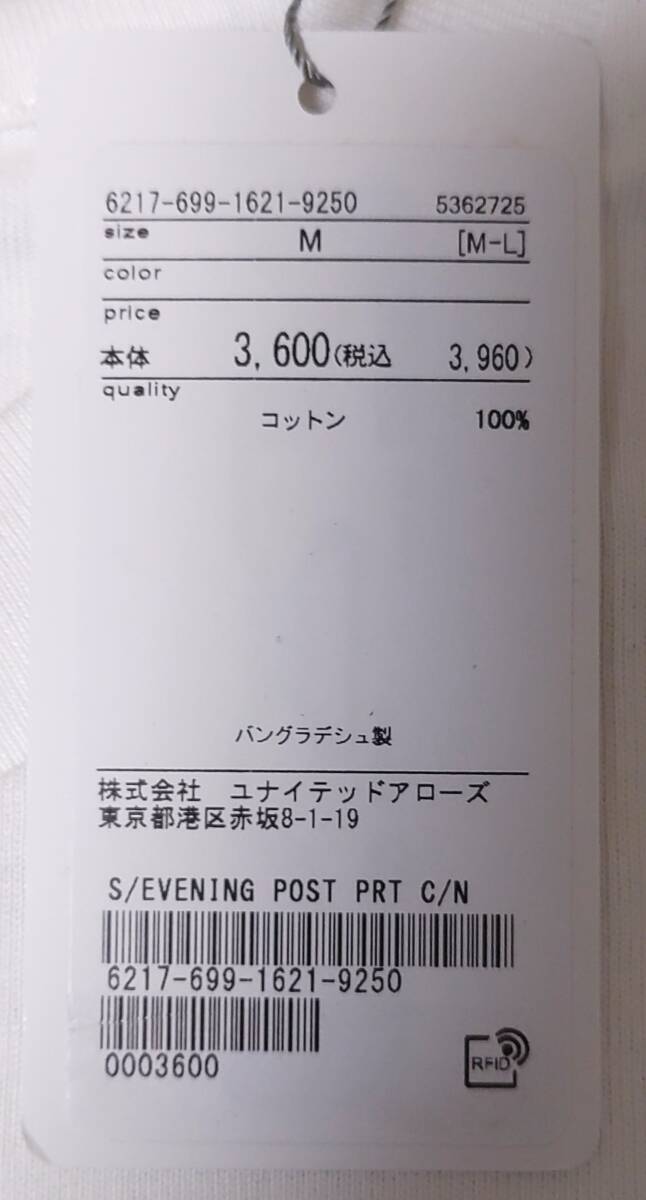 6217-699-1621-9250 5362725
size M [M-L]
color
price
本体 3,600(税込 3,960)
quality
コットン 100%
バングラデシュ製
株式会社 ユナイテッドアローズ
東京都港区赤坂8-1-19
S/EVENING POST PRT C/N
6217-699-1621-9250
0003600
RFID